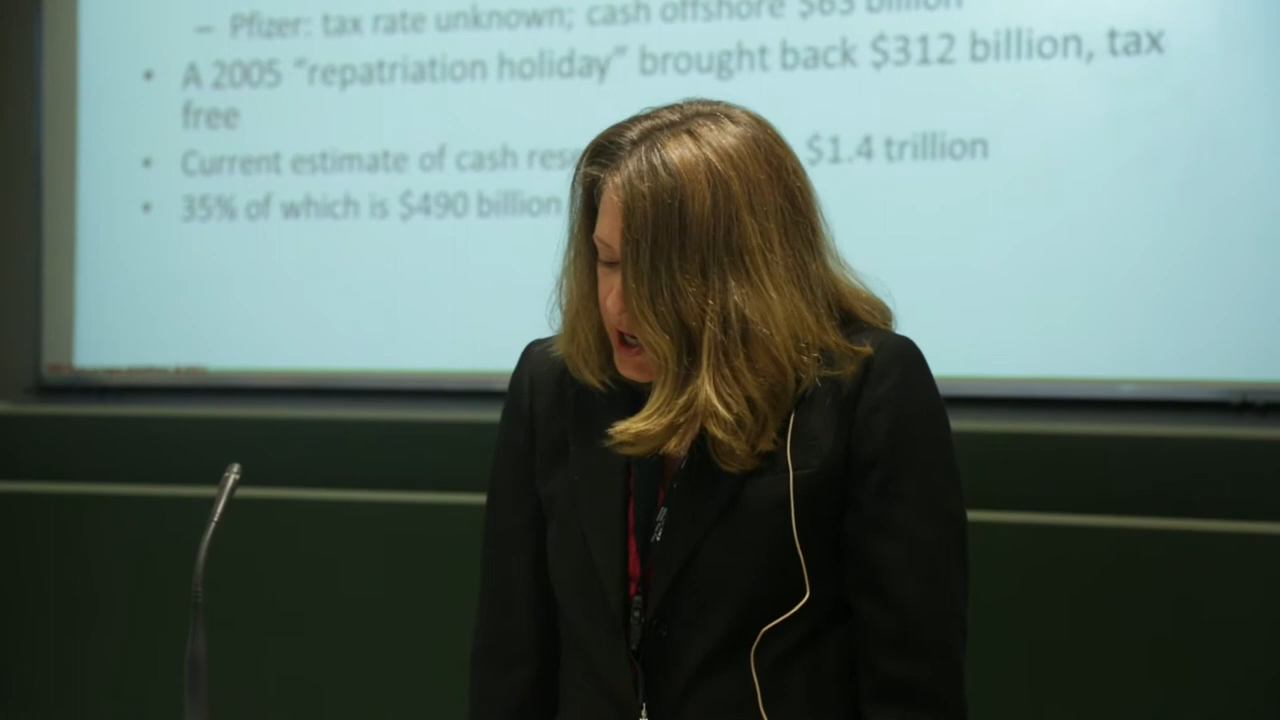 – Pfizer: tax rate unknown; cash offshore $63 billion
• A 2005 “repatriation holiday” brought back $312 billion, tax
free
• Current estimate of cash $1.4 trillion
• 35% of which is $490 billion